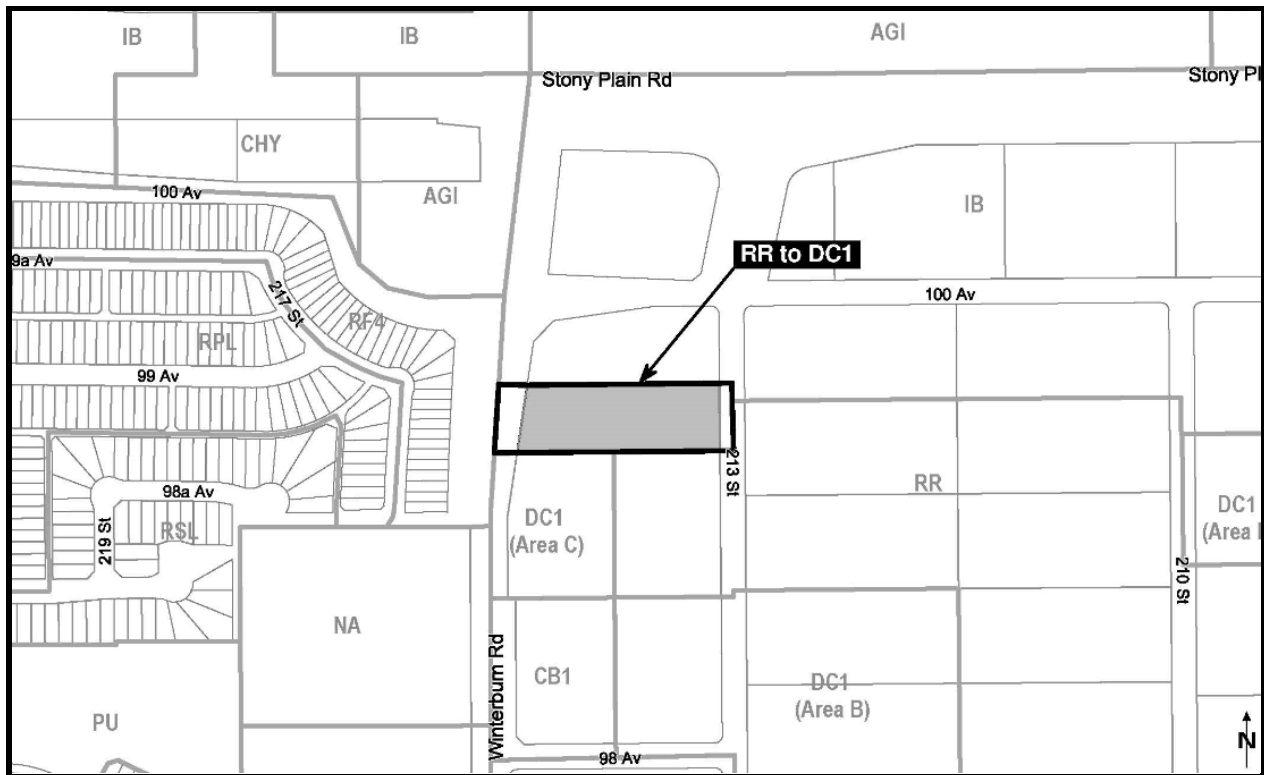 IB
IB
AGI
Stony Plain Rd
Stony Pl
CHY
100 Av
AGI
IB
RR to DC1
9a Av
217 St
100 Av
RF4
RPL
99 Av
213 St
98a Av
RR
DC1
(Area C)
DC1
(Area
219 St
RSL
210 St
NA
Winterburn Rd
CB1
DC1
(Area B)
PU
98 Av
N